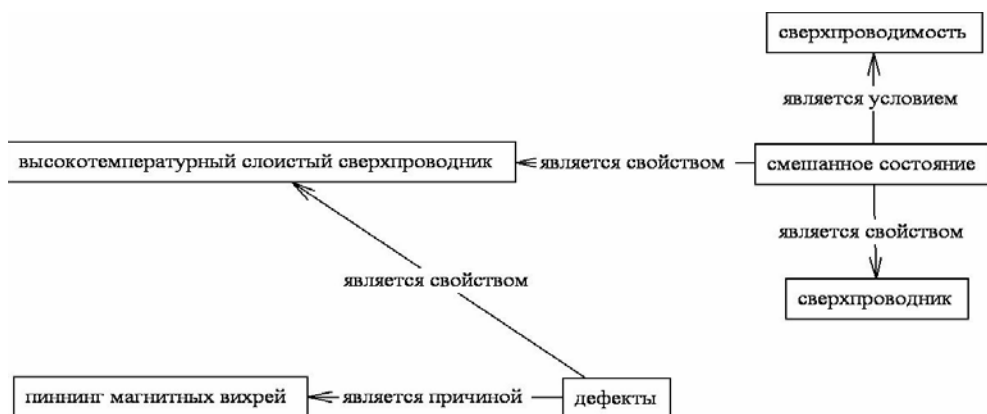 сверхпроводимость
является условием
высокотемпературный слоистый сверхпроводник
является свойством
смешанное состояние
является свойством
является свойством
сверхпроводник
пиннинг магнитных вихрей
является причиной
дефекты